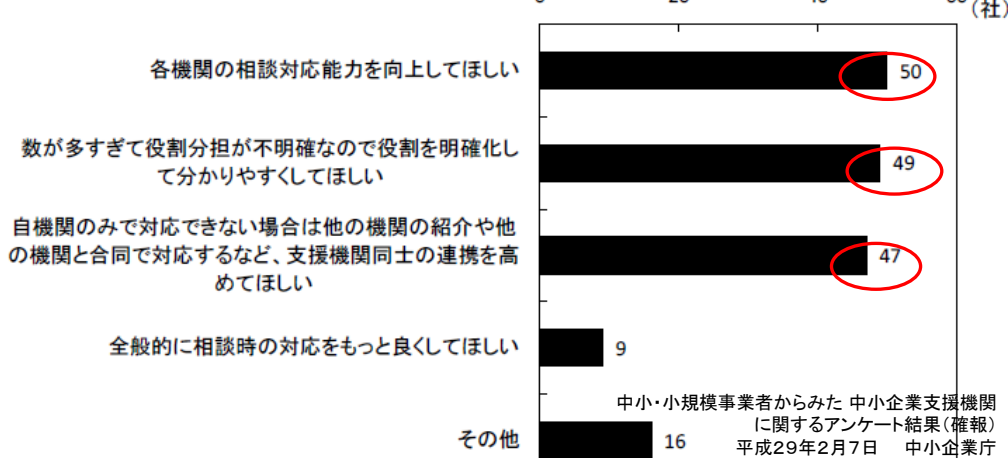 (社)
各機関の相談対応能力を向上してほしい
50
数が多すぎて役割分担が不明確なので役割を明確化し
て分かりやすくしてほしい
49
自機関のみで対応できない場合は他の機関の紹介や他
の機関と合同で対応するなど、支援機関同士の連携を高
めてほしい
47
全般的に相談時の対応をもっと良くしてほしい
9
その他
16
中小・小規模事業者からみた 中小企業支援機関
に関するアンケート結果(確報)
平成29年2月7日 中小企業庁